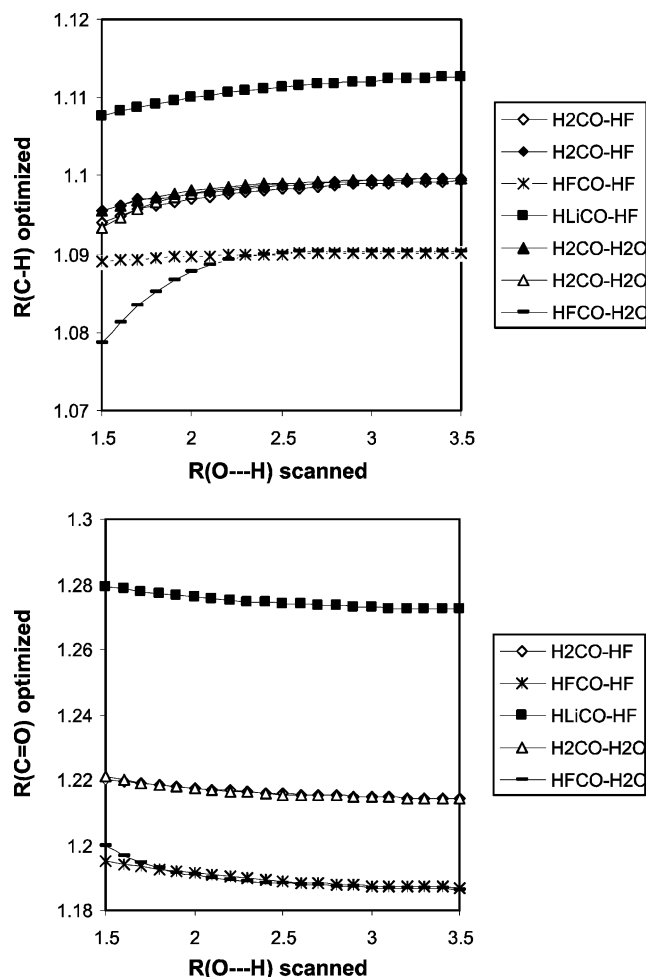 1.12
1.11
1.1
1.09
1.08
1.07
R(C-H) optimized
1.5
2
2.5
3
3.5
R(O---H) scanned
H2CO-HF
H2CO-HF
HFCO-HF
HLiCO-HF
H2CO-H2O
H2CO-H2O
HFCO-H2O
1.3
1.28
1.26
1.24
1.22
1.2
1.18
R(C=O) optimized
1.5
2
2.5
3
3.5
R(O---H) scanned
H2CO-HF
HFCO-HF
HLiCO-HF
H2CO-H2O
HFCO-H2O